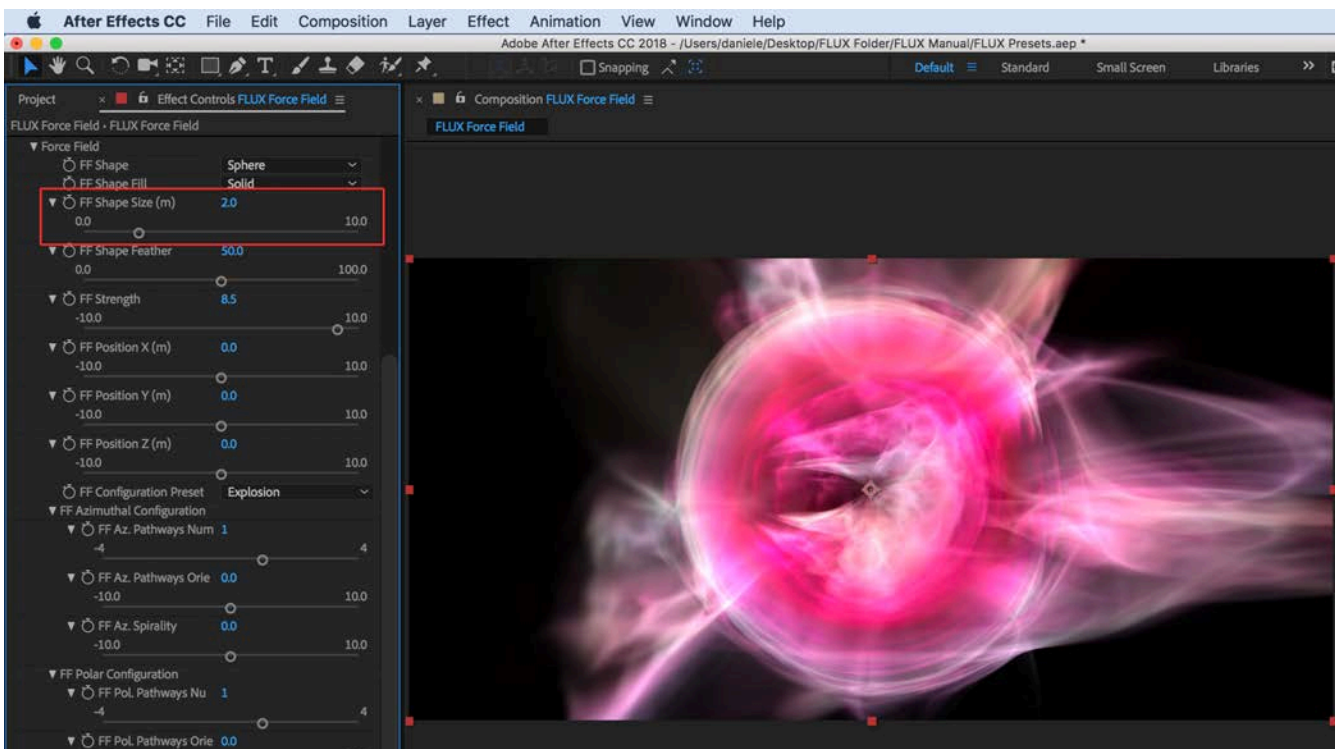 After Effects CC File Edit Composition Layer Effect Animation View Window Help
Adobe After Effects CC 2018 - /Users/daniele/Desktop/FLUX Folder/FLUX Manual/FLUX Presets.aep *
T Snapping Default Standard Small Screen Libraries >>
Project × Effect Controls FLUX Force Field × Composition FLUX Force Field
FLUX Force Field • FLUX Force Field
FLUX Force Field
Force Field
FF Shape Sphere
FF Shape Fill Solid
FF Shape Size (m) 2.0
0.0 10.0
FF Shape Feather 50.0
0.0 100.0
FF Strength 8.5
-10.0 10.0
FF Position X (m) 0.0
-10.0 10.0
FF Position Y (m) 0.0
-10.0 10.0
FF Position Z (m) 0.0
-10.0 10.0
FF Configuration Preset Explosion
FF Azimuthal Configuration
FF Az. Pathways Num 1
-4 4
FF Az. Pathways Orie 0.0
-10.0 10.0
FF Az. Spirality 0.0
-10.0 10.0
FF Polar Configuration
FF Pol. Pathways Nu 1
-4 4
FF Pol. Pathways Orie 0.0